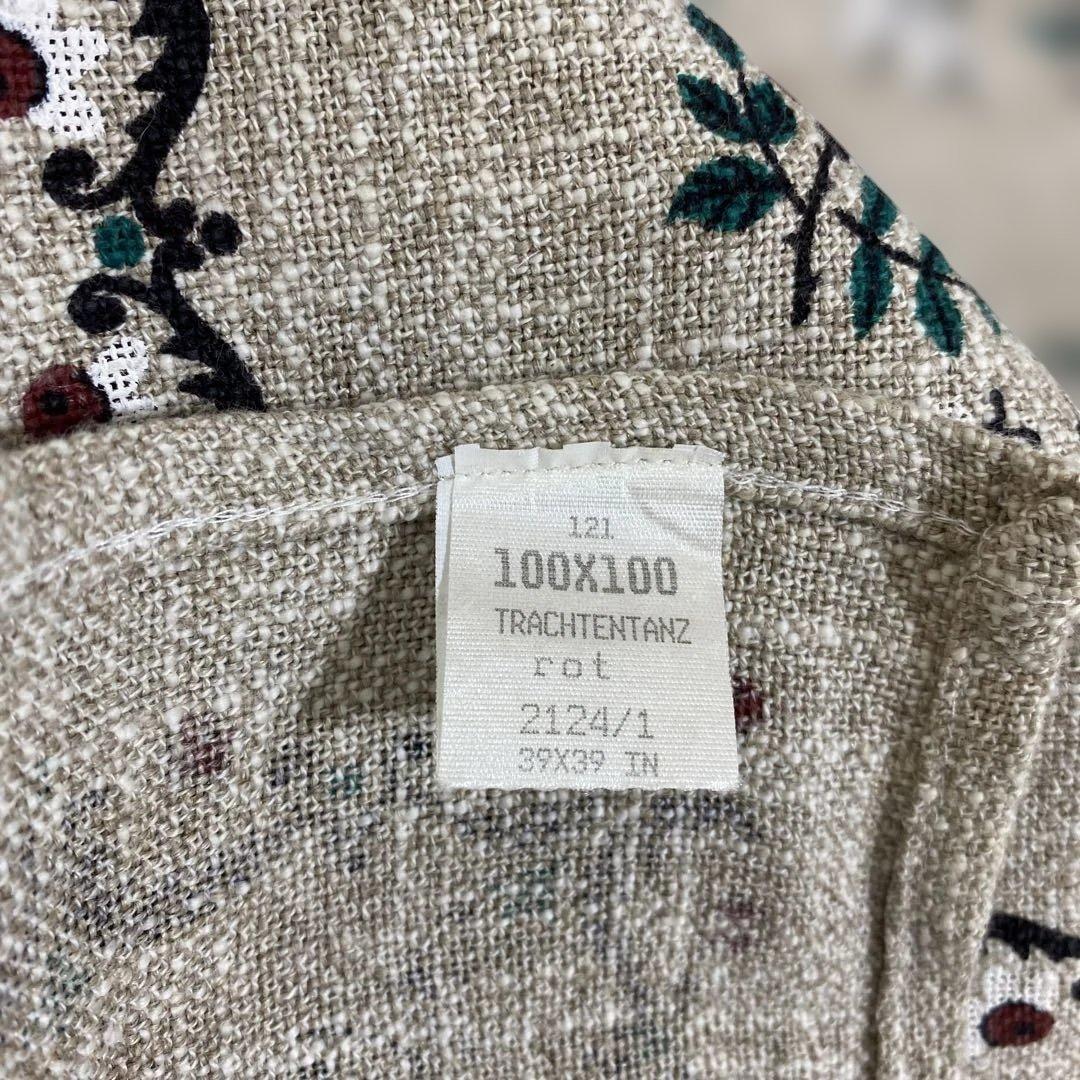 121
100X100
TRACHTENTANZ
rot
2124/1
39X39 IN